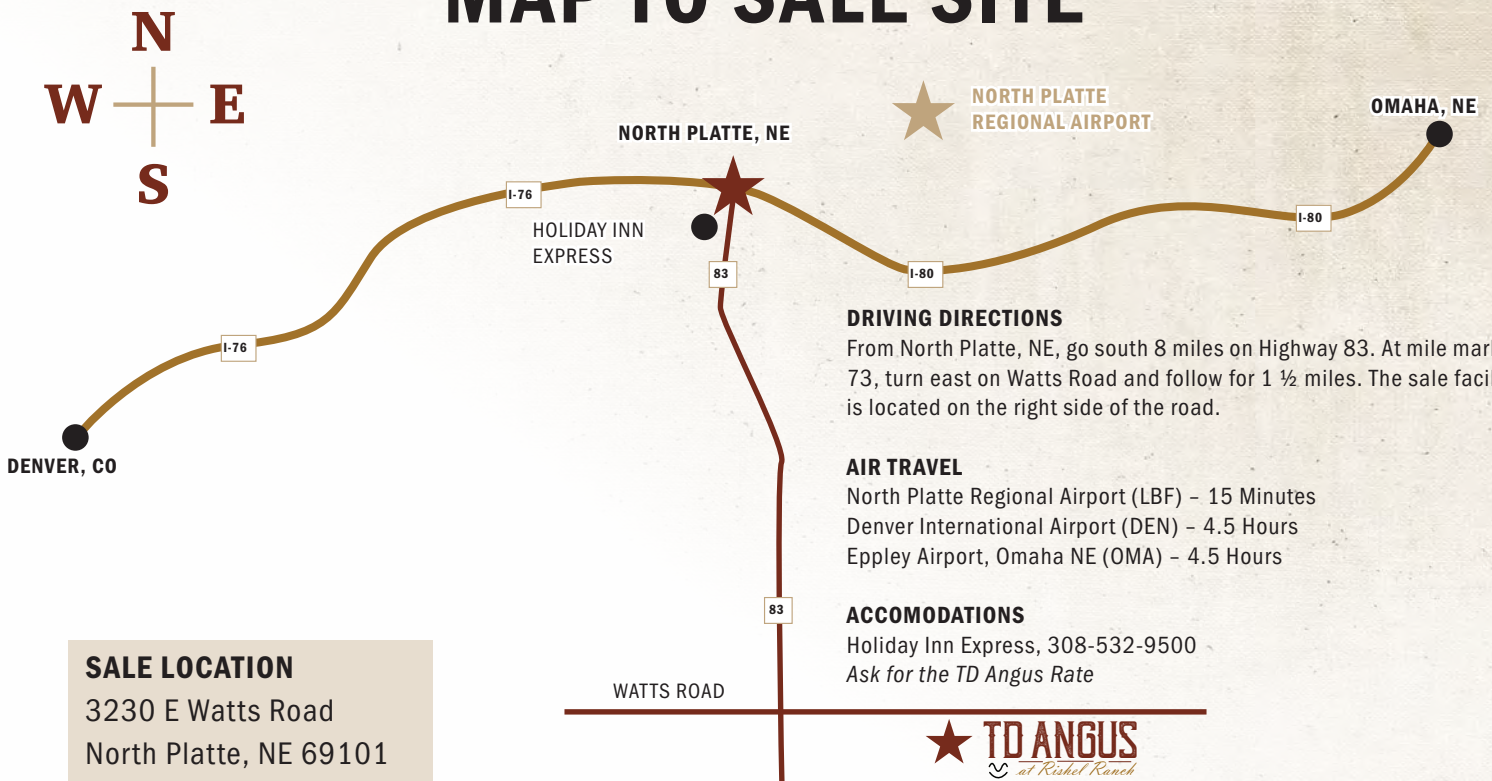 MAP TO SALE SITE
N
W E
S
NORTH PLATTE
REGIONAL AIRPORT
OMAHA, NE
NORTH PLATTE, NE
I-76
I-80
HOLIDAY INN
EXPRESS
83
I-80
I-76
DENVER, CO
DRIVING DIRECTIONS
From North Platte, NE, go south 8 miles on Highway 83. At mile mar
73, turn east on Watts Road and follow for 1 ½ miles. The sale facil
is located on the right side of the road.
AIR TRAVEL
North Platte Regional Airport (LBF) – 15 Minutes
Denver International Airport (DEN) – 4.5 Hours
Eppley Airport, Omaha NE (OMA) – 4.5 Hours
83
ACCOMODATIONS
Holiday Inn Express, 308-532-9500
Ask for the TD Angus Rate
SALE LOCATION
3230 E Watts Road
North Platte, NE 69101
WATTS ROAD
TD ANGUS
at Rishel Ranch